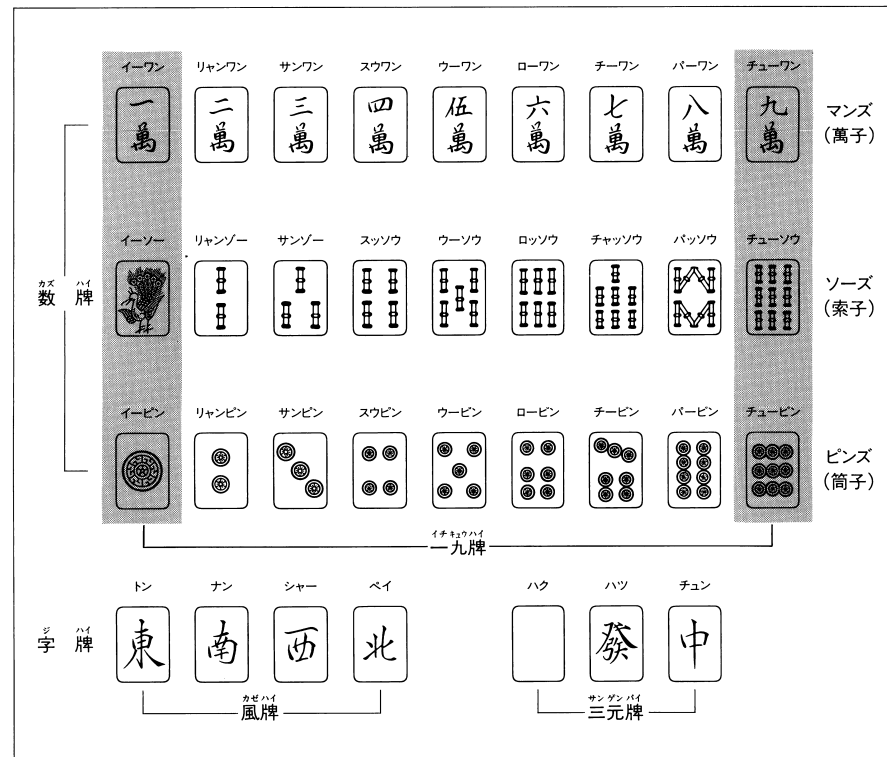 イーワン リャンワン サンワン スウワン ウーワン ローワン チーワン パーワン チューワン
一萬 二萬 三萬 四萬 伍萬 六萬 七萬 八萬 九萬
マンズ
(萬子)
イーソー リャンゾー サンゾー スッソウ ウーソウ ロッソウ チャッソウ パッソウ チューソウ
ソーズ
(索子)
カズ ハイ
数 牌
イーピン リャンピン サンピン スウピン ウーピン ローピン チーピン パーピン チューピン
ピンズ
(筒子)
イチキュウハイ
一九牌
トン ナン シャー ペイ ハク ハツ チュン
東 南 西 北 發 中
ジ ハイ
字 牌
カゼハイ
風牌
サンゲンパイ
三元牌